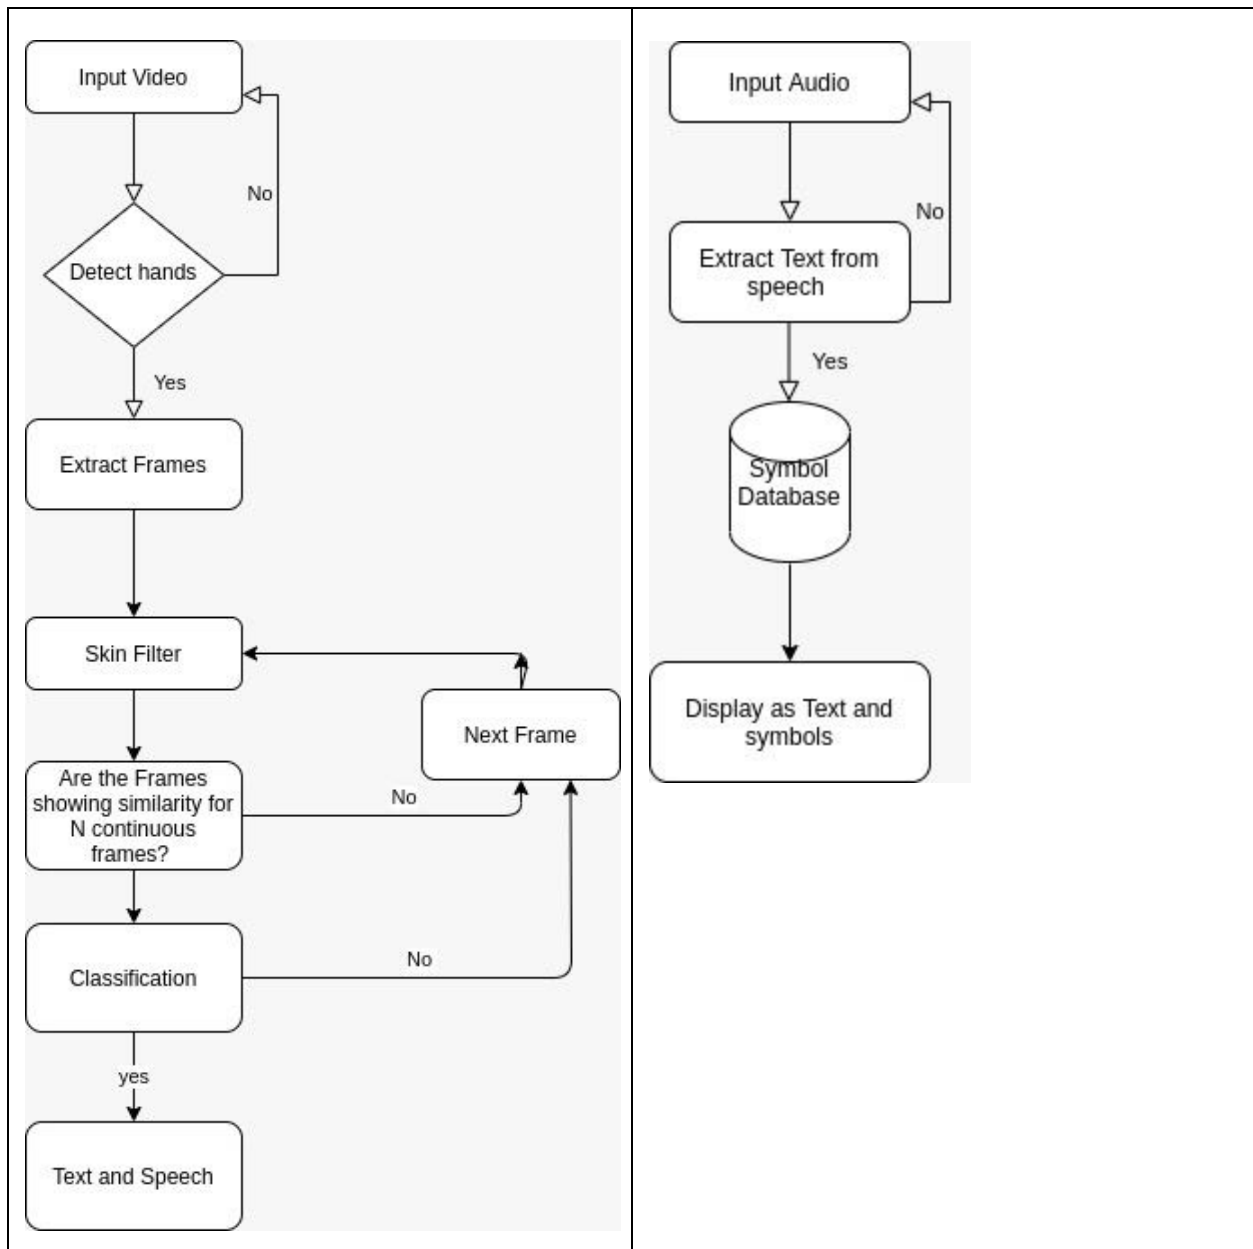 Input Video
No
Detect hands
Yes
Extract Frames
Skin Filter
Next Frame
Are the Frames
showing similarity for
N continuous
frames?
No
Classification
No
yes
Text and Speech
Input Audio
No
Extract Text from
speech
Yes
Symbol
Database
Display as Text and
symbols